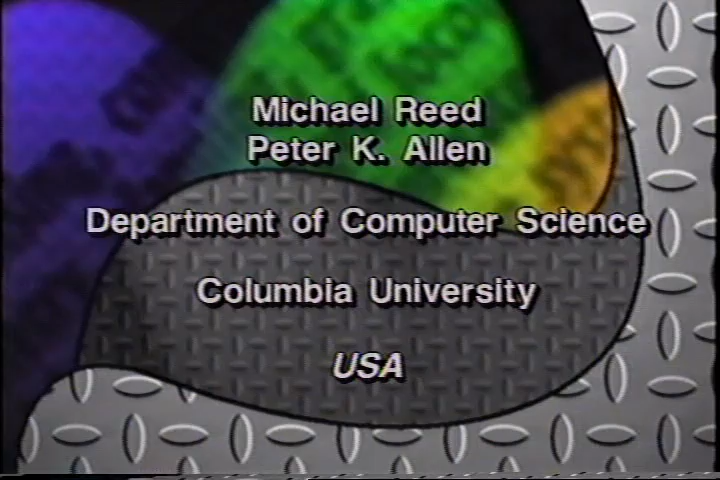 Michael Reed
Peter K. Allen
Department of Computer Science
Columbia University
USA